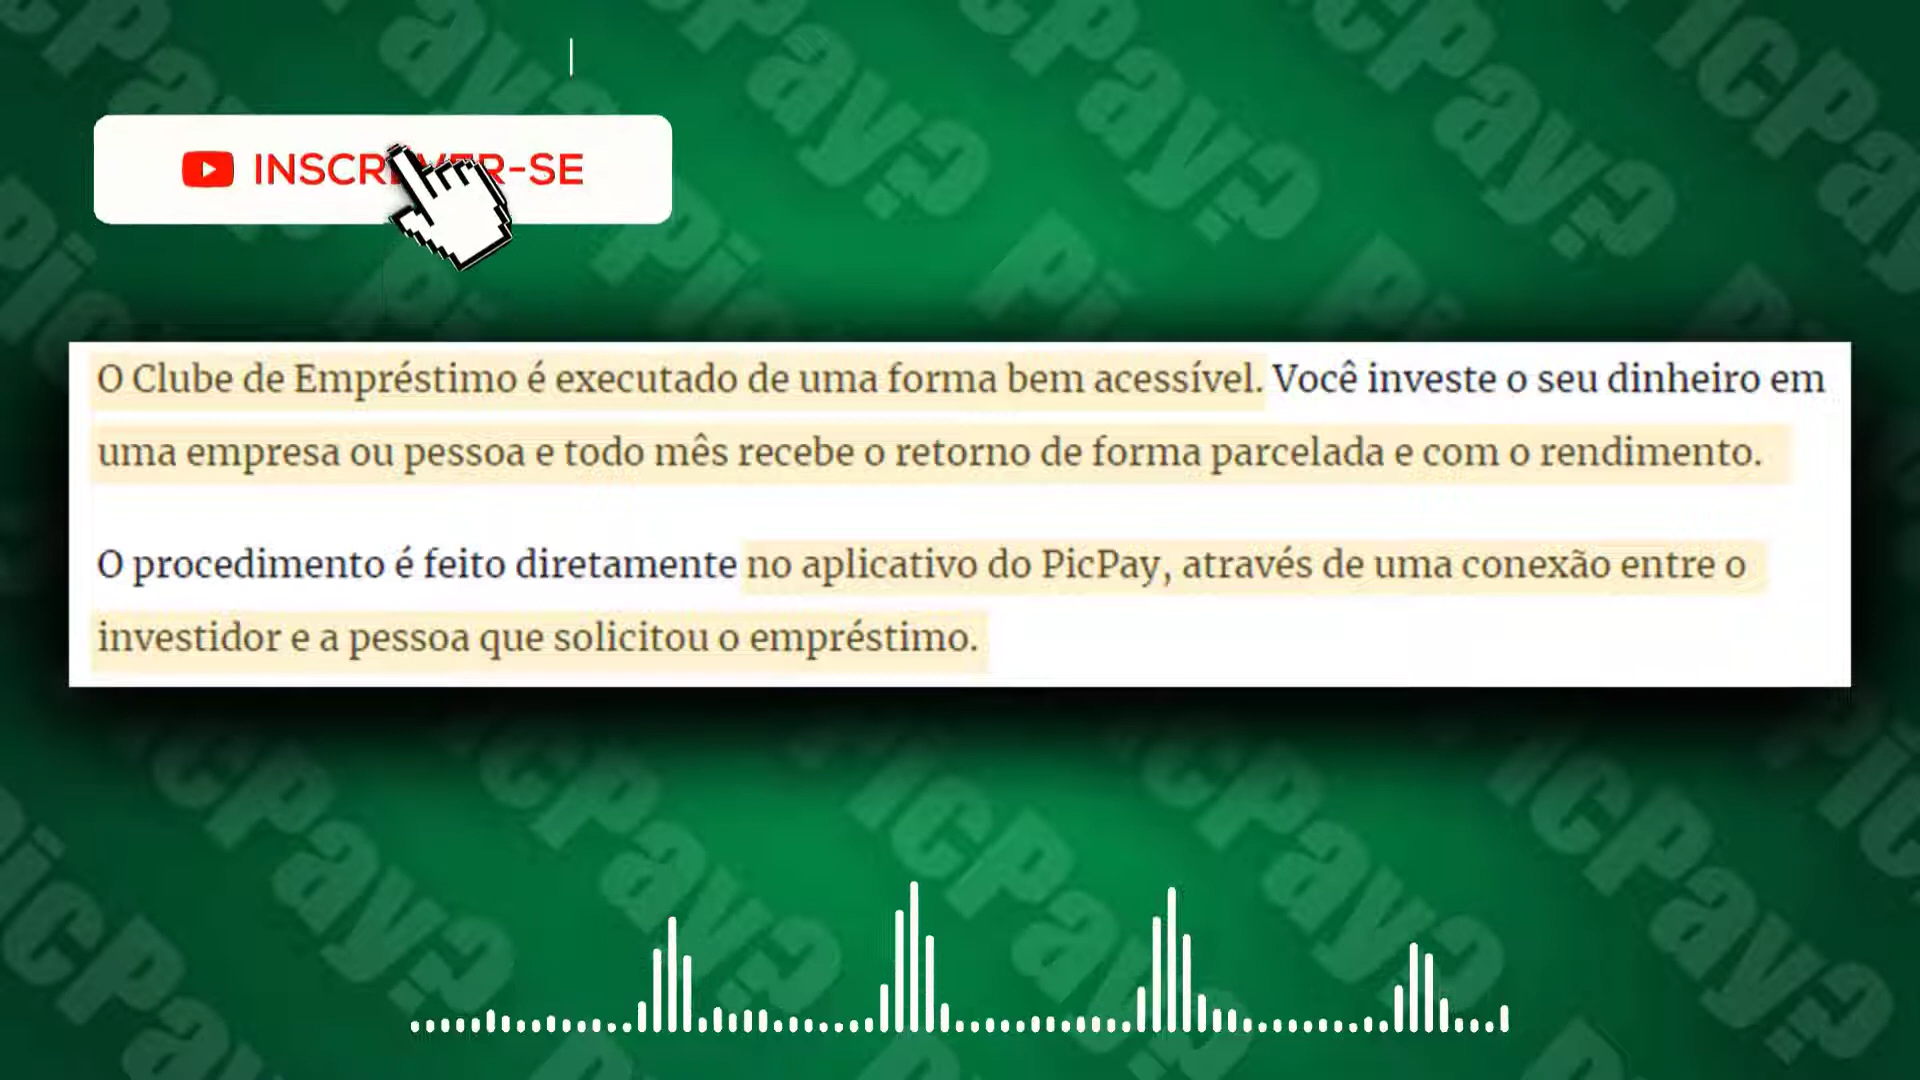 INSCREVER-SE
O Clube de Empréstimo é executado de uma forma bem acessível. Você investe o seu dinheiro em
uma empresa ou pessoa e todo mês recebe o retorno de forma parcelada e com o rendimento.
O procedimento é feito diretamente no aplicativo do PicPay, através de uma conexão entre o
investidor e a pessoa que solicitou o empréstimo.